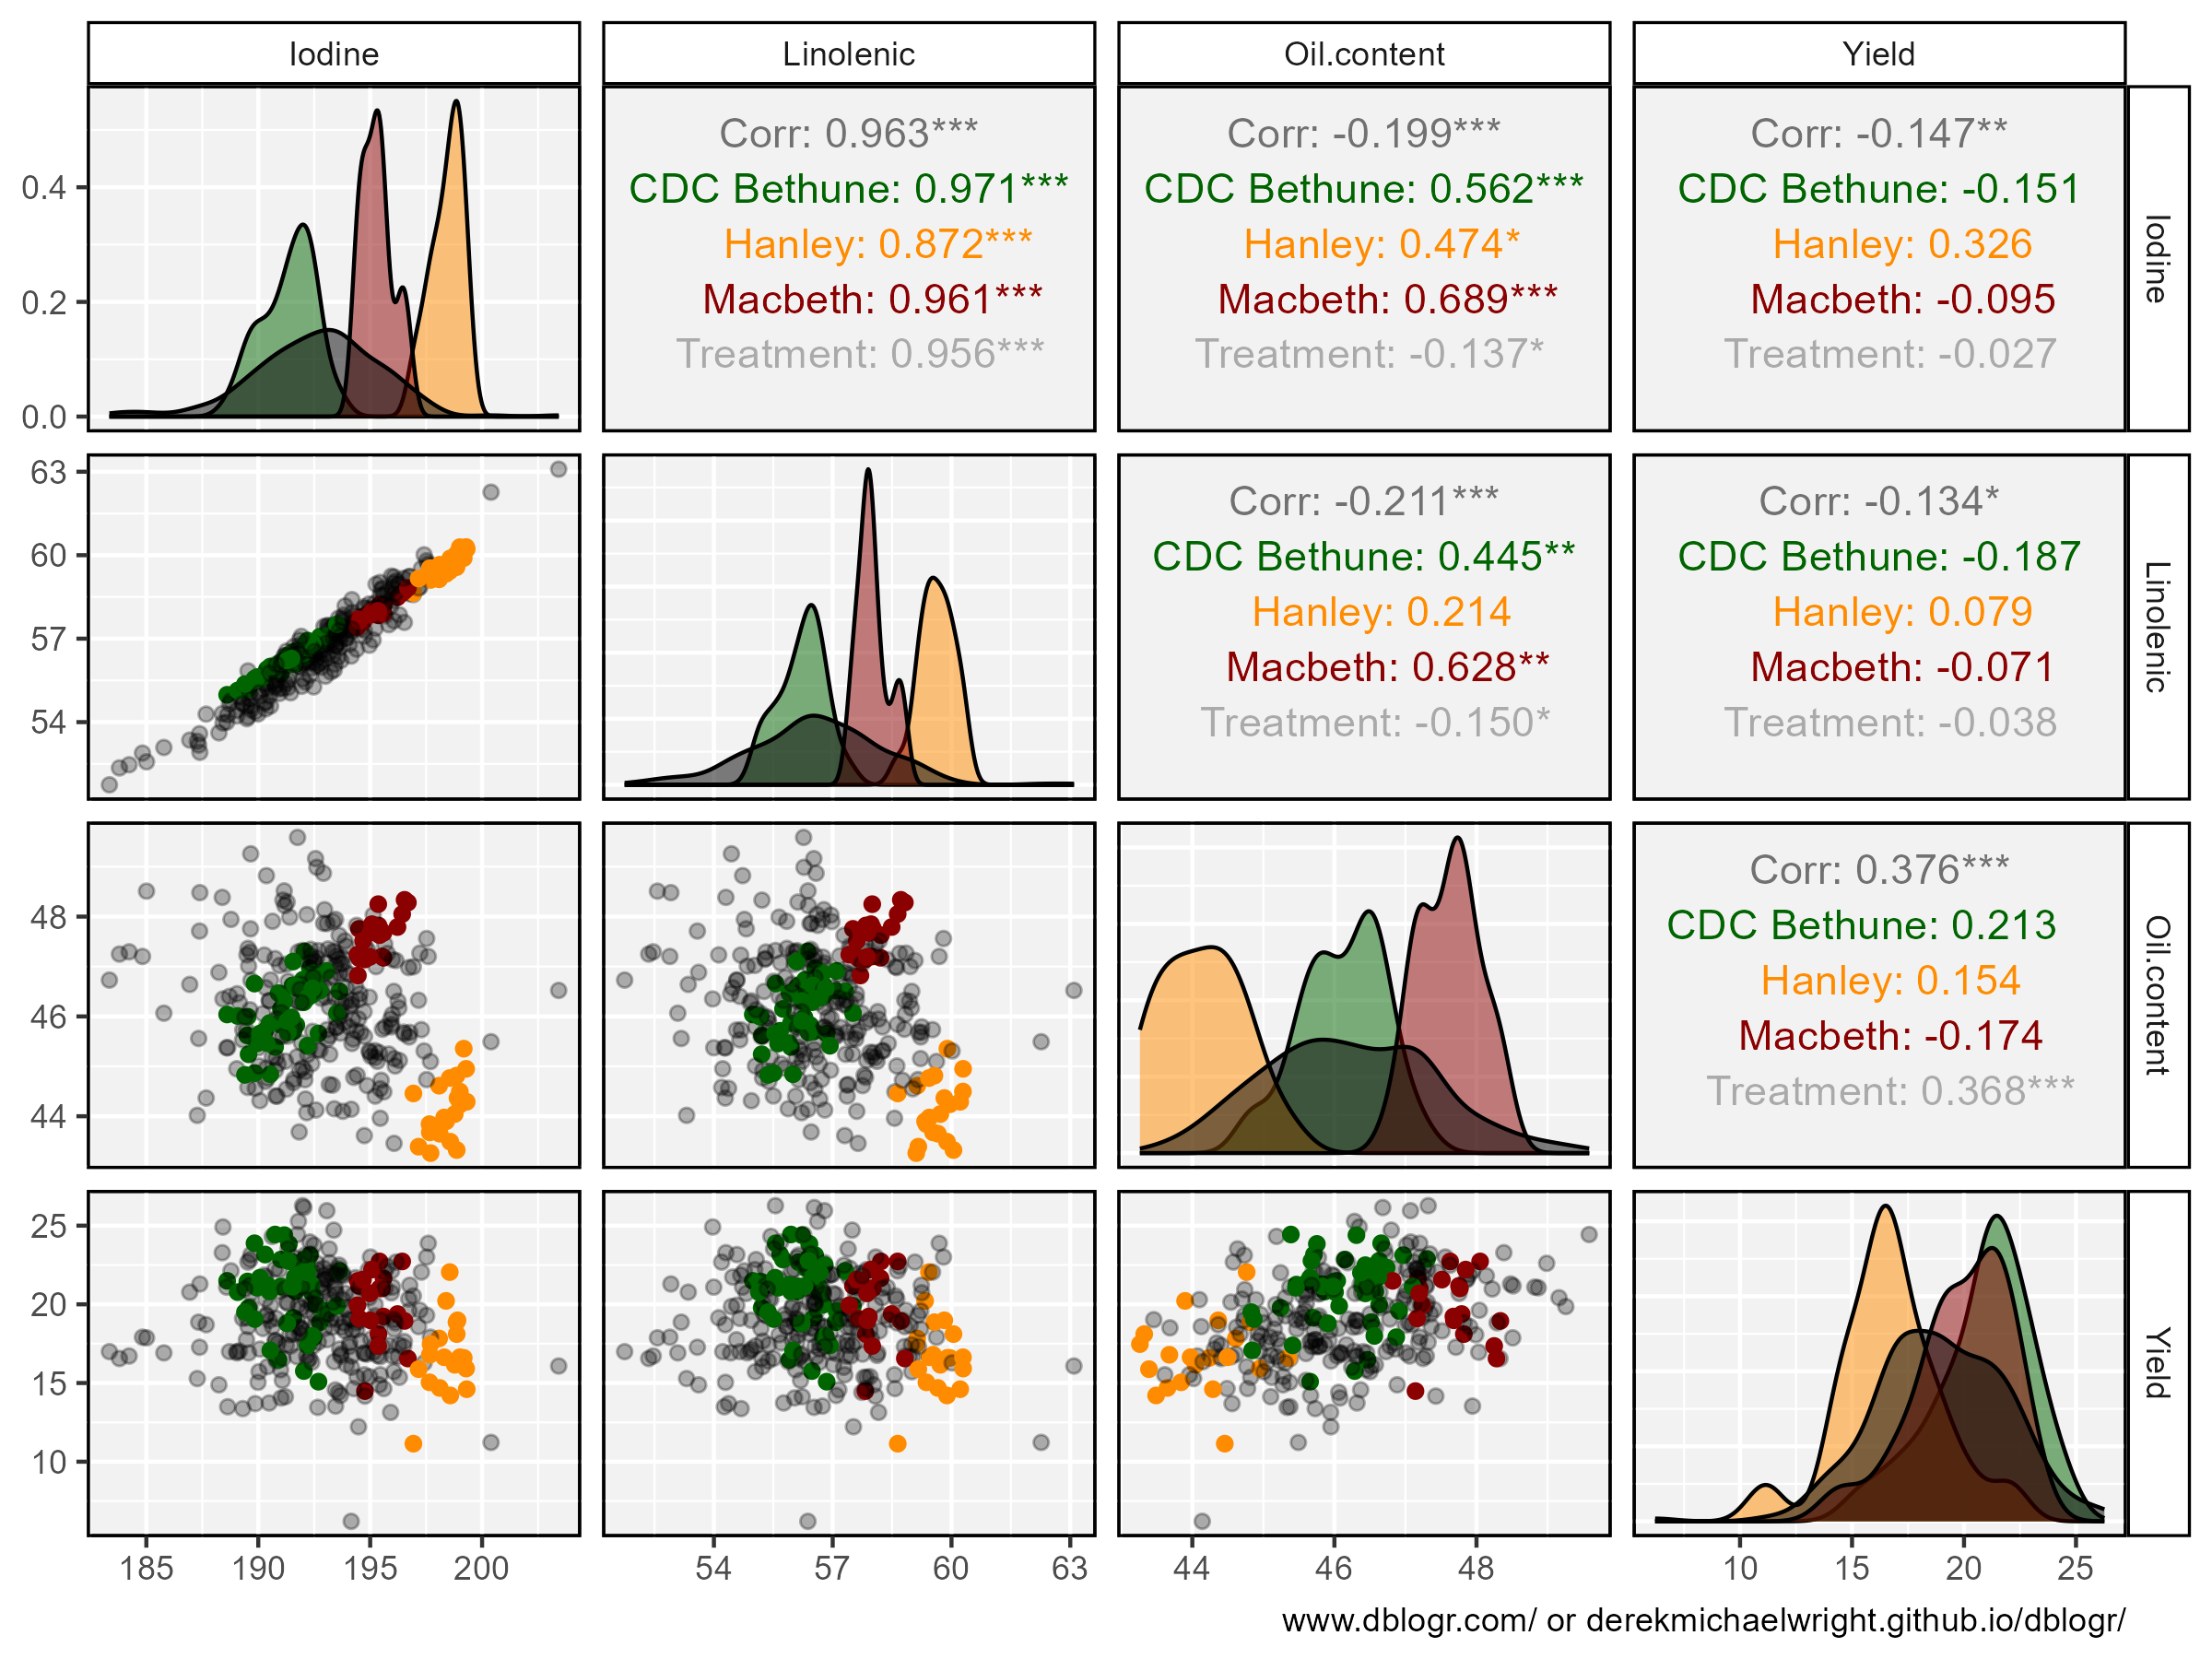 Iodine
Linolenic
Oil.content
Yield
0.4
0.2
0.0
Corr: 0.963***
CDC Bethune: 0.971***
Hanley: 0.872***
Macbeth: 0.961***
Treatment: 0.956***
Corr: -0.199***
CDC Bethune: 0.562***
Hanley: 0.474*
Macbeth: 0.689***
Treatment: -0.137*
Corr: -0.147**
CDC Bethune: -0.151
Hanley: 0.326
Macbeth: -0.095
Treatment: -0.027
Iodine
63
60
57
54
Corr: -0.211***
CDC Bethune: 0.445**
Hanley: 0.214
Macbeth: 0.628**
Treatment: -0.150*
Corr: -0.134*
CDC Bethune: -0.187
Hanley: 0.079
Macbeth: -0.071
Treatment: -0.038
Linolenic
48
46
44
Corr: 0.376***
CDC Bethune: 0.213
Hanley: 0.154
Macbeth: -0.174
Treatment: 0.368***
Oil.content
25
20
15
10
Yield
185 190 195 200
54 57 60 63
44 46 48
10 15 20 25
www.dblogr.com/ or derekmichaelwright.github.io/dblogr/